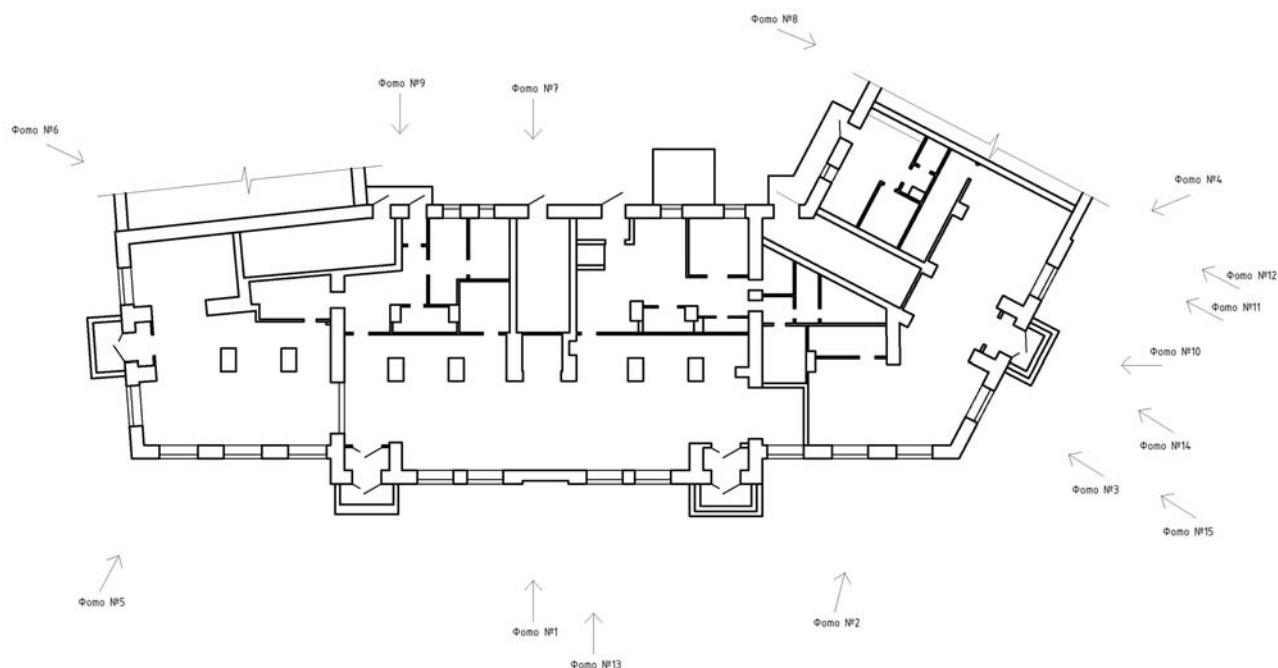 Фото №8
Фото №9
Фото №7
Фото №6
Фото №4
Фото №12
Фото №11
Фото №10
Фото №14
Фото №3
Фото №15
Фото №5
Фото №2
Фото №1
Фото №13